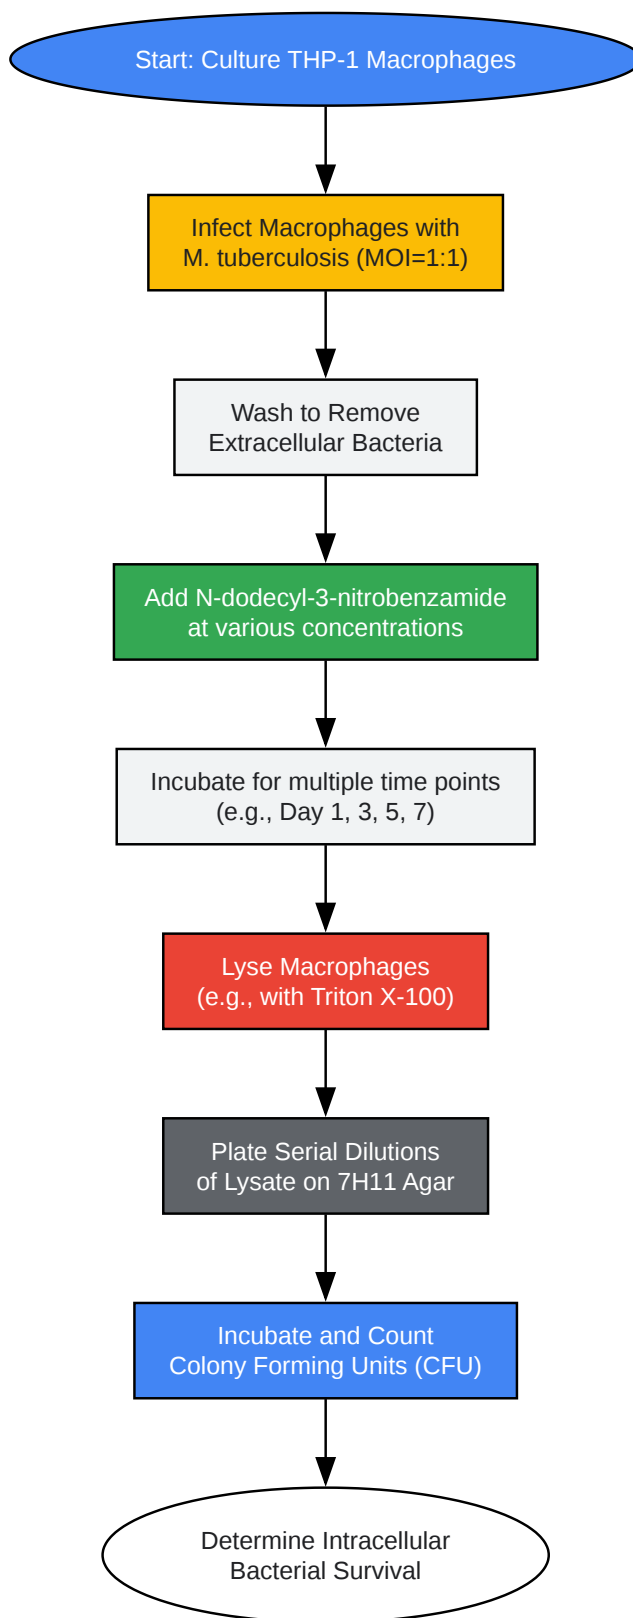 Start: Culture THP-1 Macrophages
Infect Macrophages with
M. tuberculosis (MOI=1:1)
Wash to Remove
Extracellular Bacteria
Add N-dodecyl-3-nitrobenzamide
at various concentrations
Incubate for multiple time points
(e.g., Day 1, 3, 5, 7)
Lyse Macrophages
(e.g., with Triton X-100)
Plate Serial Dilutions
of Lysate on 7H11 Agar
Incubate and Count
Colony Forming Units (CFU)
Determine Intracellular
Bacterial Survival